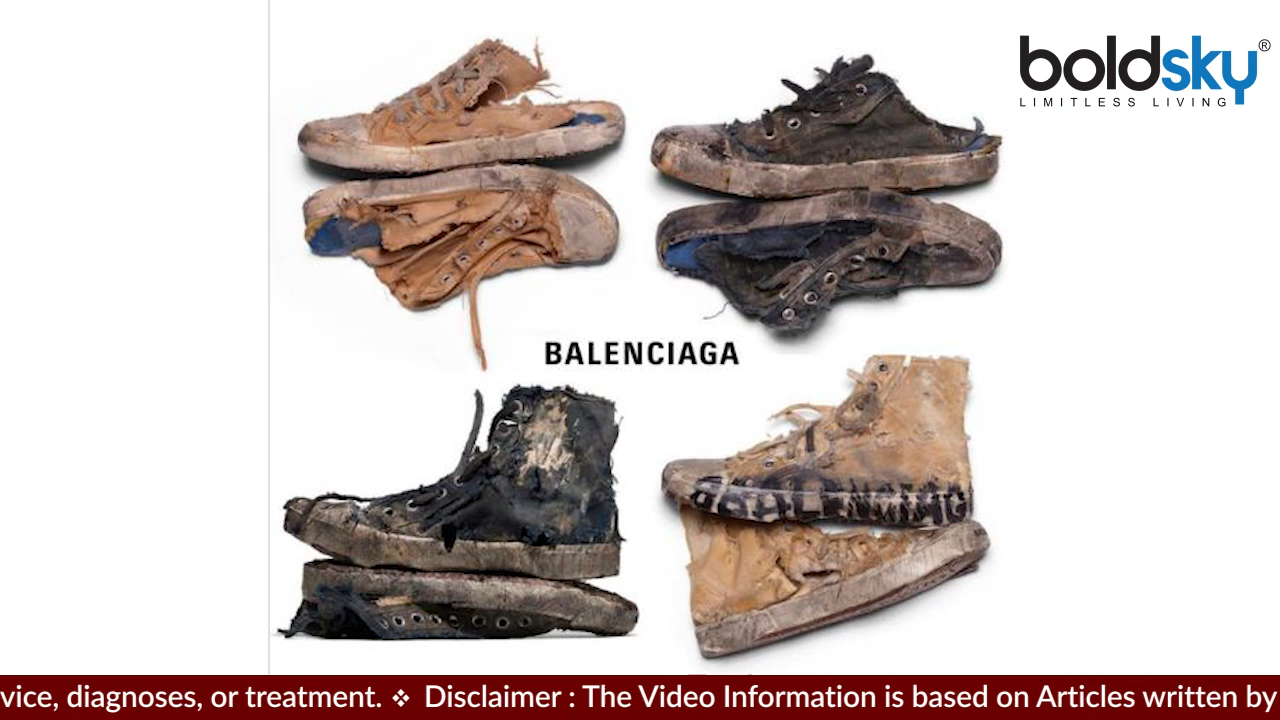 boldsky®
LIMITLESS LIVING
BALENCIAGA
vice, diagnoses, or treatment. ❖ Disclaimer : The Video Information is based on Articles written by